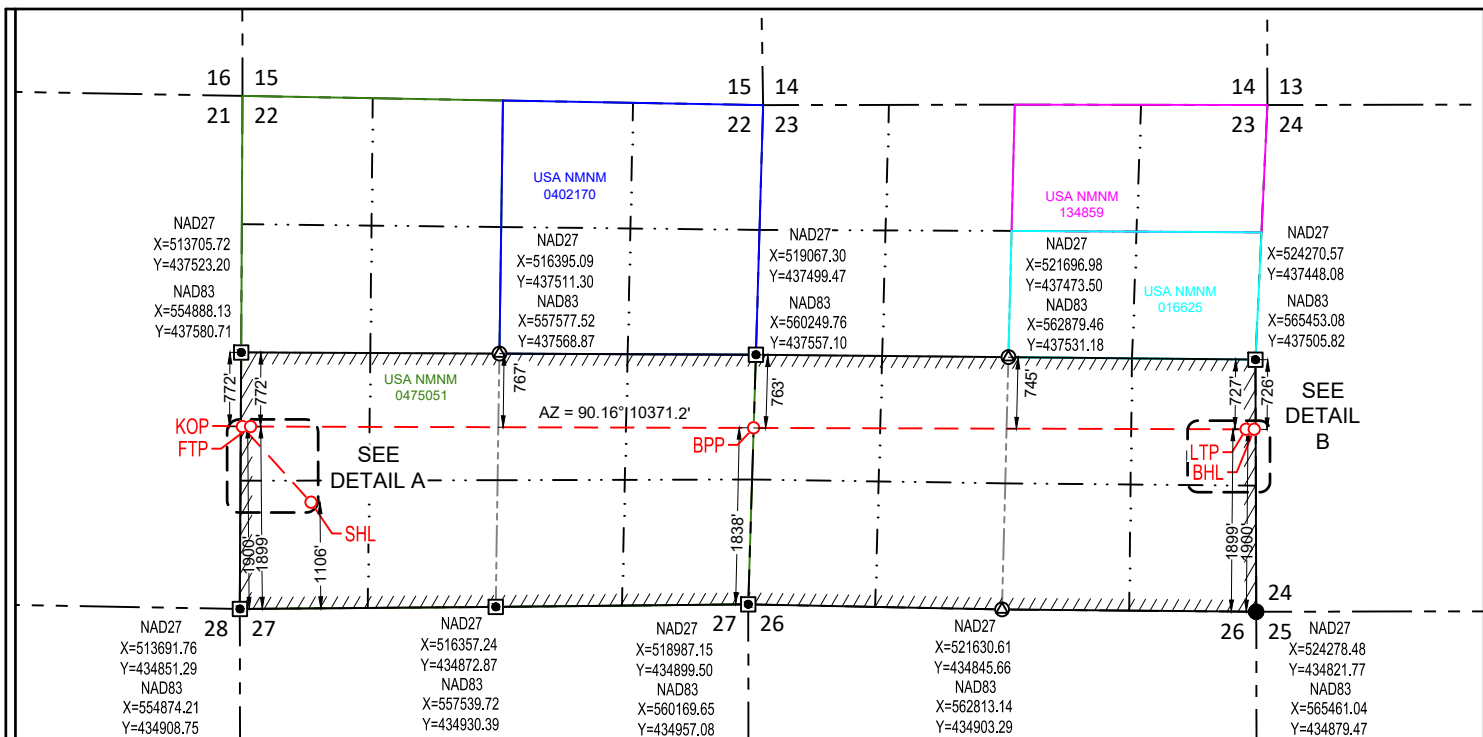 16 15
15 14
14 13
21 22
22 23
23 24
USA NMNM
0402170
USA NMNM
134859
NAD27
X=513705.72
Y=437523.20
NAD83
X=554888.13
Y=437580.71
NAD27
X=516395.09
Y=437511.30
NAD83
X=557577.52
Y=437568.87
NAD27
X=519067.30
Y=437499.47
NAD83
X=560249.76
Y=437557.10
NAD27
X=521696.98
Y=437473.50
NAD83
X=562879.46
Y=437531.18
USA NMNM
016625
NAD27
X=524270.57
Y=437448.08
NAD83
X=565453.08
Y=437505.82
772'
772'
USA NMNM
0475051
767'
763'
745'
727'
726'
SEE
DETAIL
B
KOP
FTP
AZ = 90.16° 10371.2'
BPP
LTP
BHL
SEE
DETAIL A
SHL
1900'
1899'
1106'
1838'
1899'
1900'
28 27
27 26
24
26 25
NAD27
X=513691.76
Y=434851.29
NAD83
X=554874.21
Y=434908.75
NAD27
X=516357.24
Y=434872.87
NAD83
X=557539.72
Y=434930.39
NAD27
X=518987.15
Y=434899.50
NAD83
X=560169.65
Y=434957.08
NAD27
X=521630.61
Y=434845.66
NAD83
X=562813.14
Y=434903.29
NAD27
X=524278.48
Y=434821.77
NAD83
X=565461.04
Y=434879.47